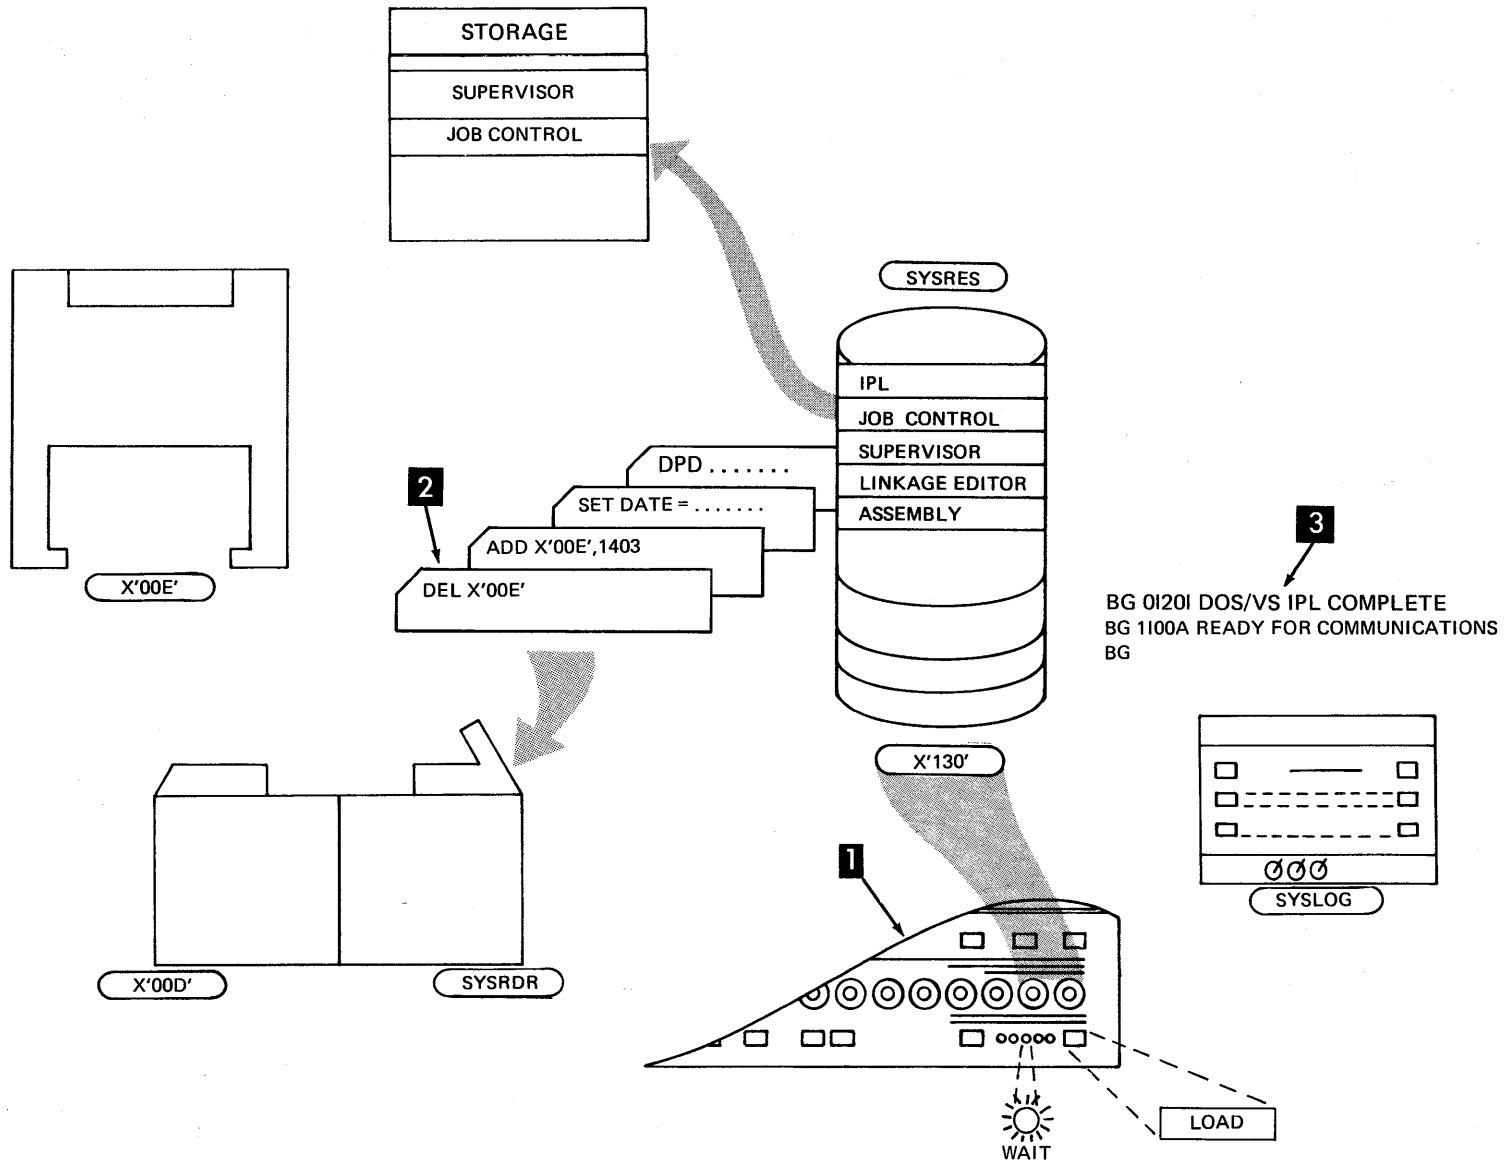 STORAGE
SUPERVISOR
JOB CONTROL
SYSRES
IPL
JOB CONTROL
SUPERVISOR
LINKAGE EDITOR
ASSEMBLY
DPD .......
SET DATE = .......
ADD X'00E',1403
DEL X'00E'
2
X'00E'
3
BG 0I20I DOS/VS IPL COMPLETE
BG 1I00A READY FOR COMMUNICATIONS
BG
X'130'
SYSLOG
1
X'00D'
SYSRDR
WAIT
LOAD